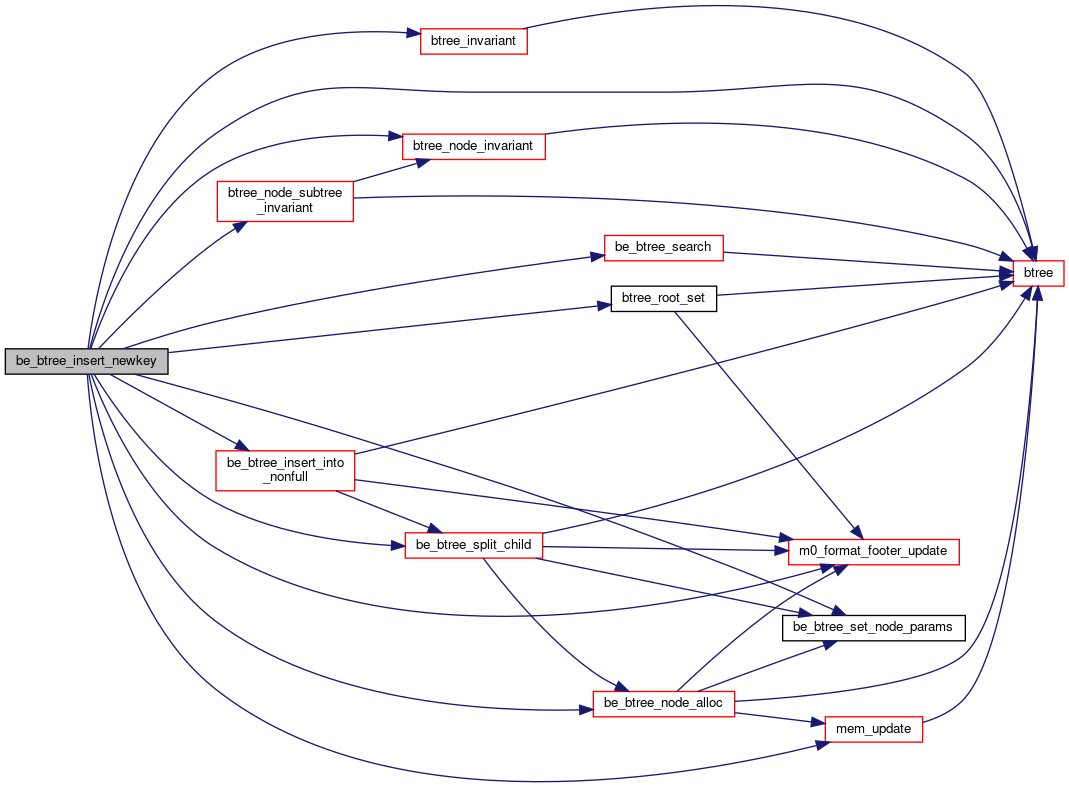 btree_invariant
btree_node_invariant
btree_node_subtree
_invariant
be_btree_search
btree
btree_root_set
be_btree_insert_newkey
be_btree_insert_into
_nonfull
be_btree_split_child
m0_format_footer_update
be_btree_set_node_params
be_btree_node_alloc
mem_update